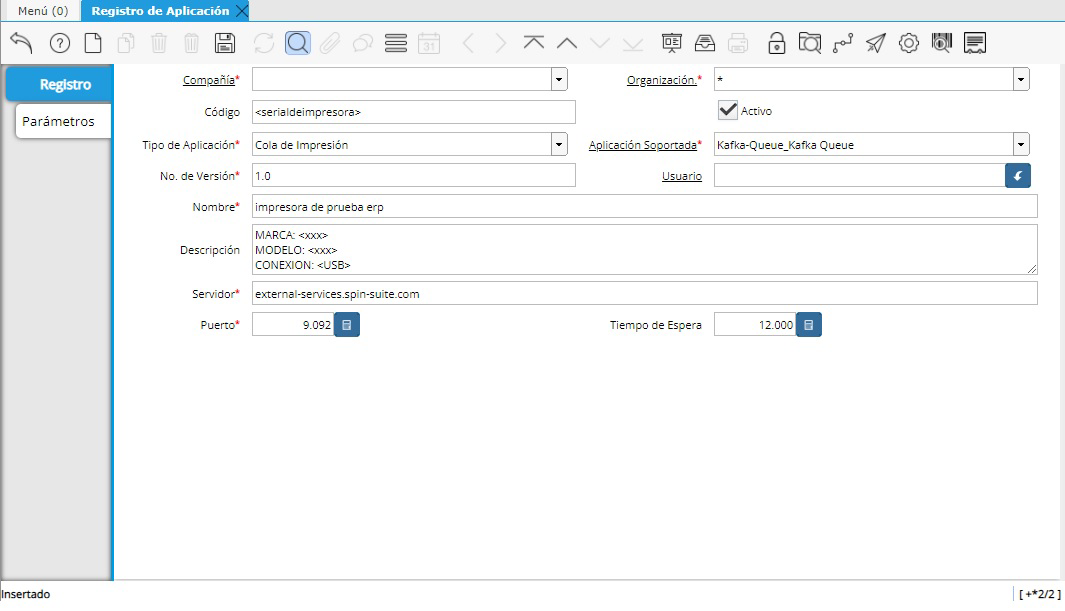 Menú (0)
Registro de Aplicación
31
Registro
Parámetros
Compañía*
Organización.* *
Código <serialdeimpresora>
Activo
Tipo de Aplicación* Cola de Impresión
Aplicación Soportada* Kafka-Queue_Kafka Queue
No. de Versión* 1.0
Usuario
Nombre* impresora de prueba erp
Descripción
MARCA: <xxx>
MODELO: <xxx>
CONEXION: <USB>
Servidor* external-services.spin-suite.com
Puerto* 9.092
Tiempo de Espera 12.000
Insertado
[ +*2/2 ]